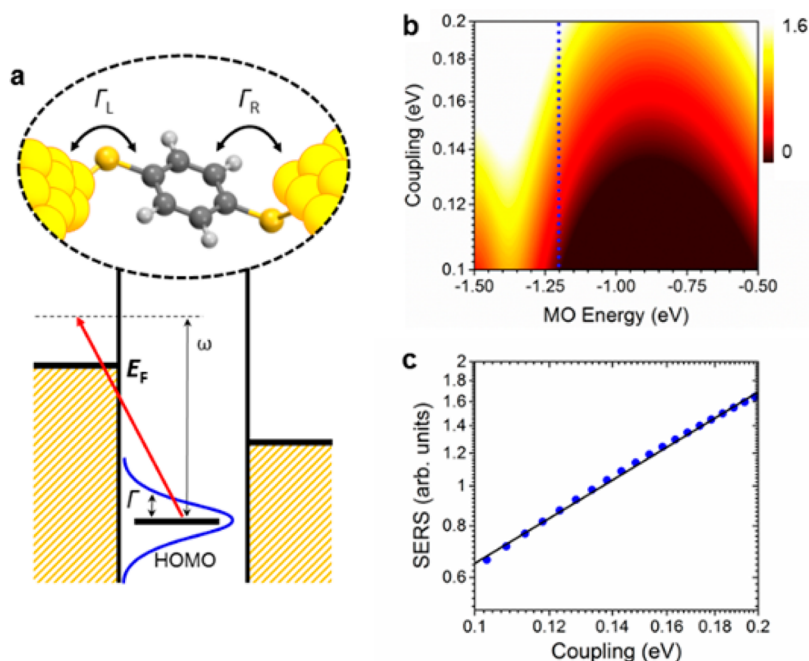 a
Γ_L
Γ_R
E_F
ω
Γ
HOMO
b
Coupling (eV)
0.2
0.18
0.16
0.14
0.12
0.1
-1.50
-1.25
-1.00
-0.75
-0.50
MO Energy (eV)
1.6
0
c
SERS (arb. units)
2
1.8
1.6
1.4
1.2
1
0.8
0.6
0.1
0.12
0.14
0.16
0.18
0.2
Coupling (eV)